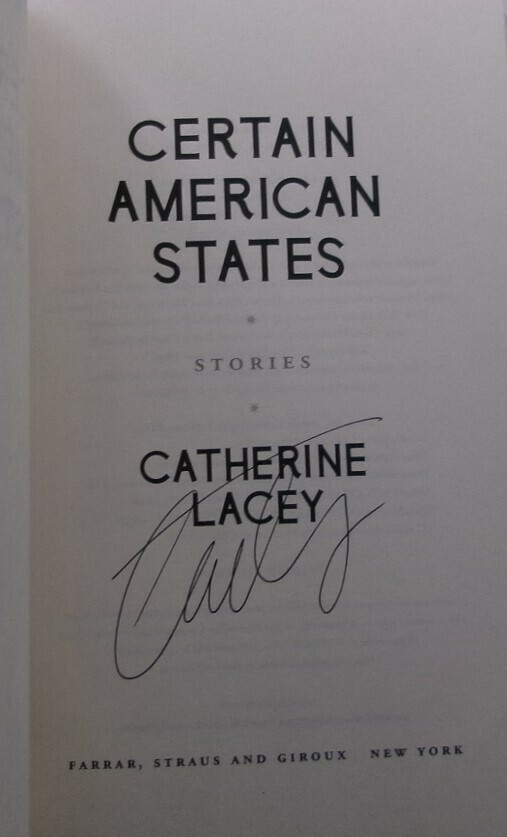 CERTAIN
AMERICAN
STATES
*
STORIES
*
CATHERINE
LACEY
FARRAR, STRAUS AND GIROUX NEW YORK